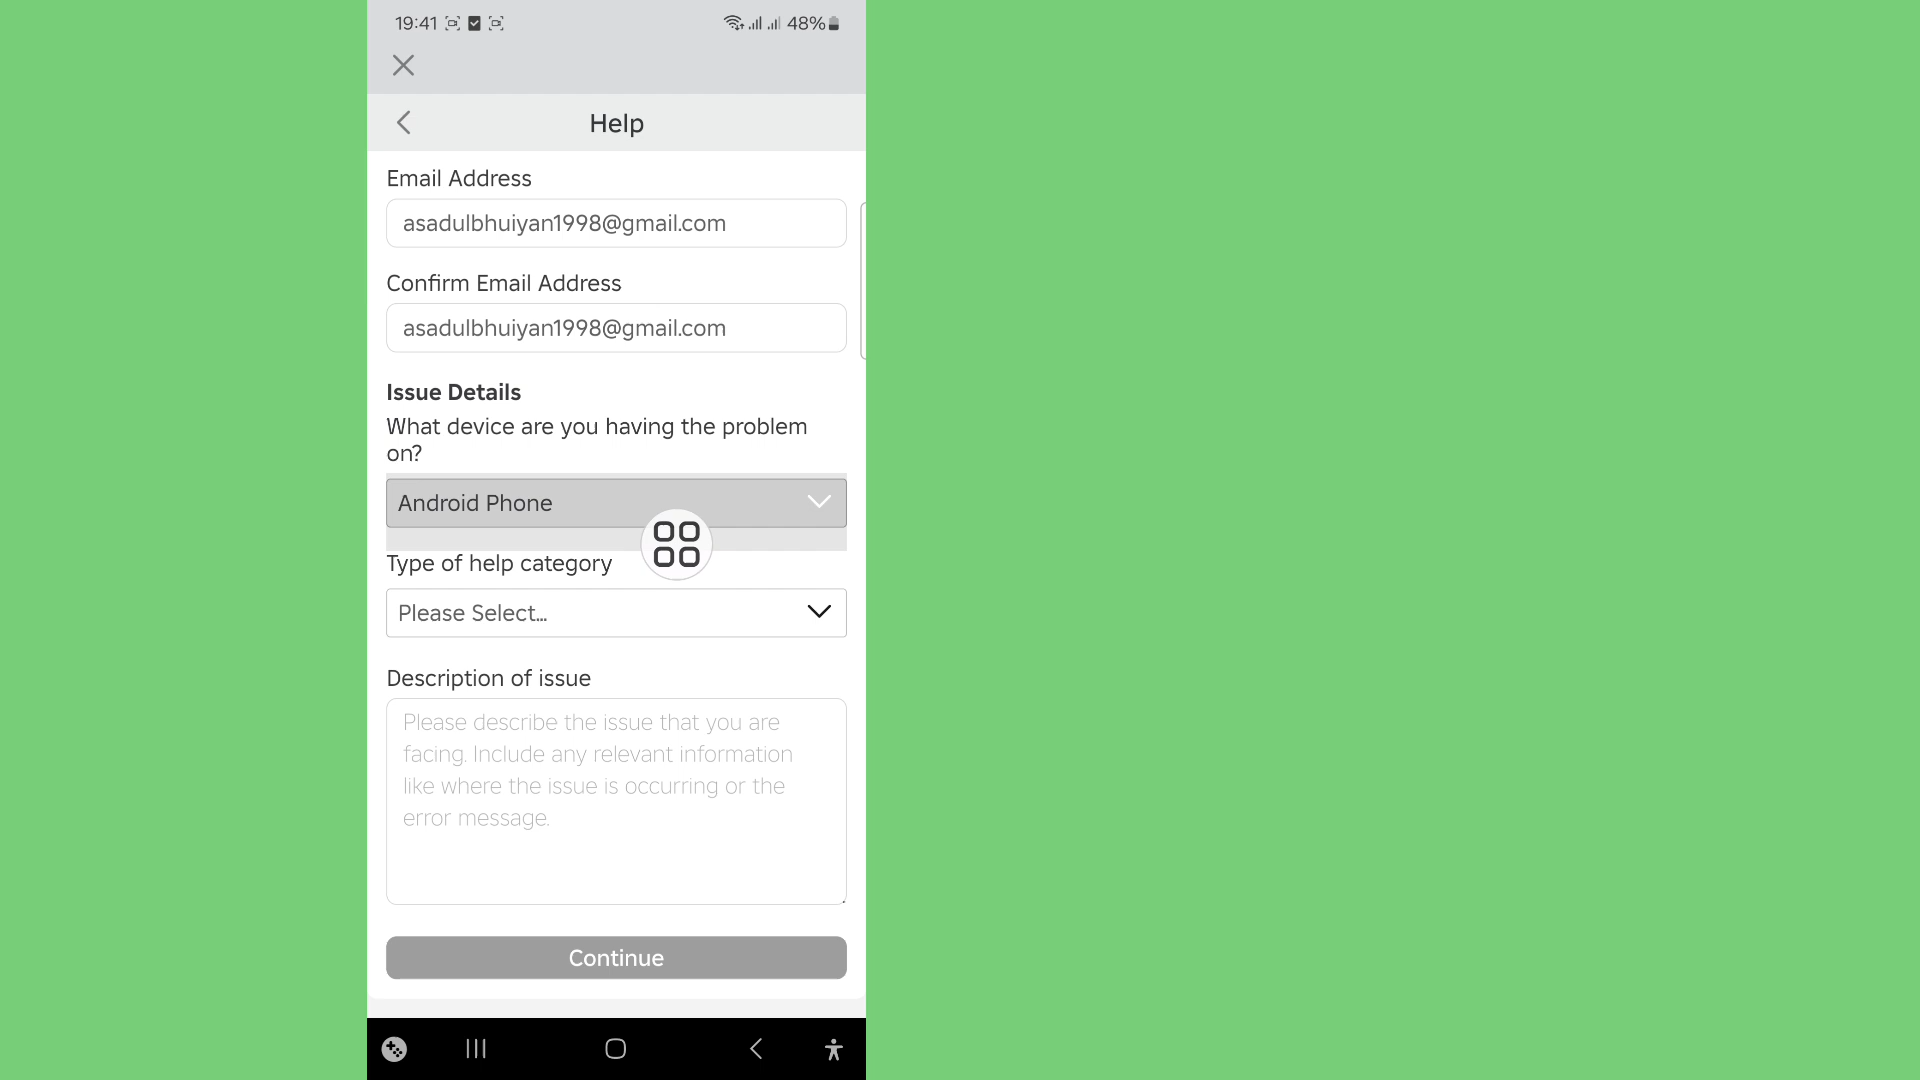 19:41
48%
Help
Email Address
asadulbhuiyan1998@gmail.com
Confirm Email Address
asadulbhuiyan1998@gmail.com
Issue Details
What device are you having the problem
on?
Android Phone
Type of help category
Please Select...
Description of issue
Please describe the issue that you are
facing. Include any relevant information
like where the issue is occurring or the
error message.
Continue